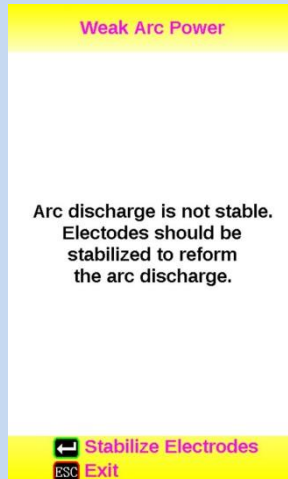 Weak Arc Power
Arc discharge is not stable.
Electodes should be
stabilized to reform
the arc discharge.
↵ Stabilize Electrodes
ESC Exit